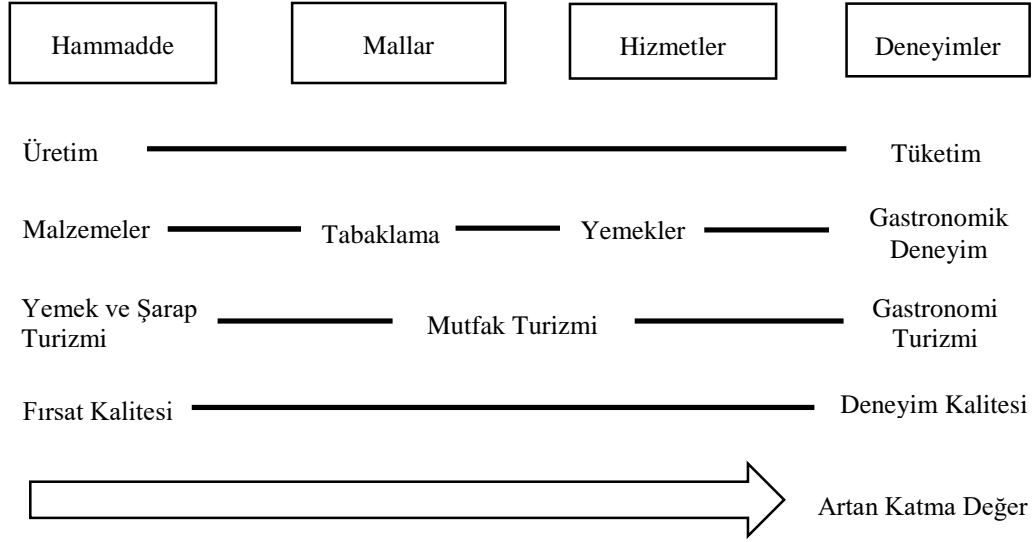 Hammadde Mallar Hizmetler Deneyimler
Üretim Tüketim
Malzemeler Tabaklama Yemekler Gastronomik
Deneyim
Yemek ve Şarap
Turizmi
Mutfak Turizmi
Gastronomi
Turizmi
Fırsat Kalitesi Deneyim Kalitesi
Artan Katma Değer